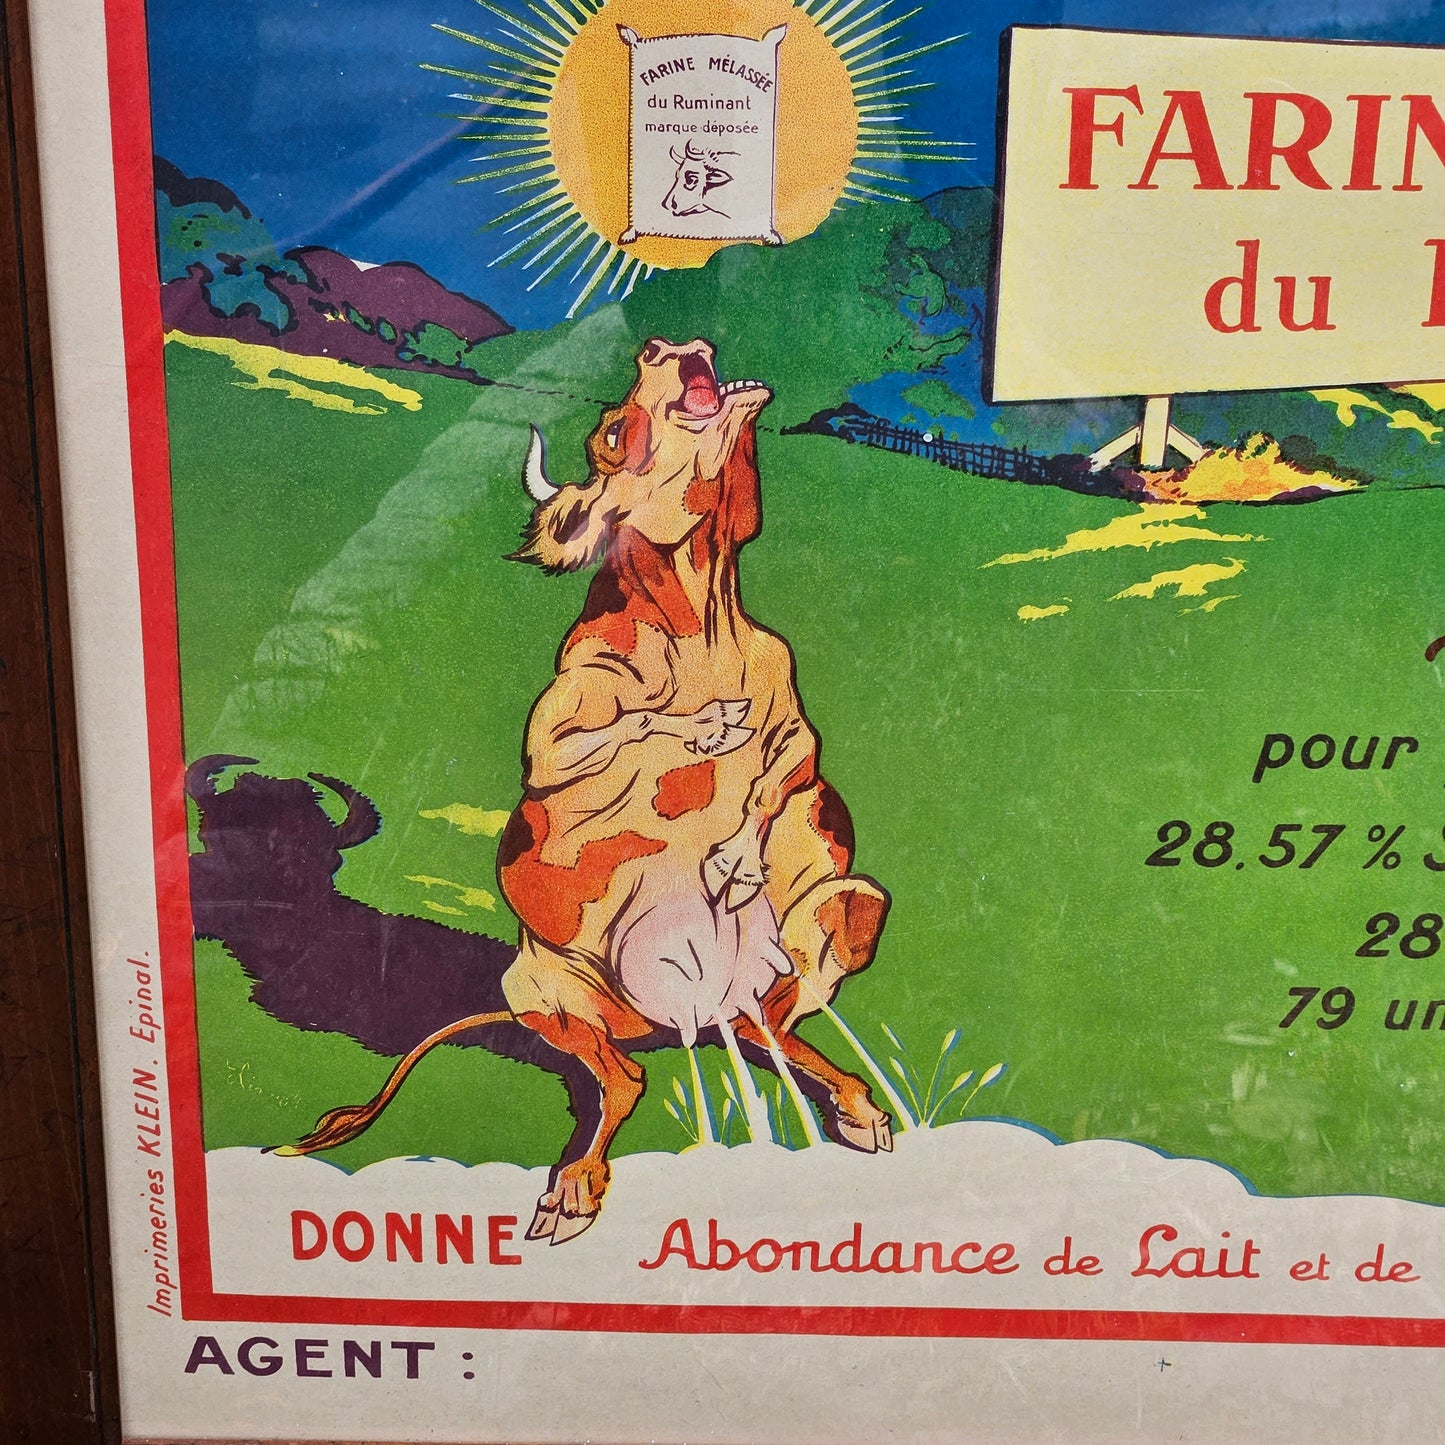 FARINE MÉLASSÉE
du Ruminant
marque déposée
FARIN
du
pour
28,57 %
28
79 un
DONNE Abondance de Lait et de
AGENT :
Imprimeries KLEIN. Epinal.